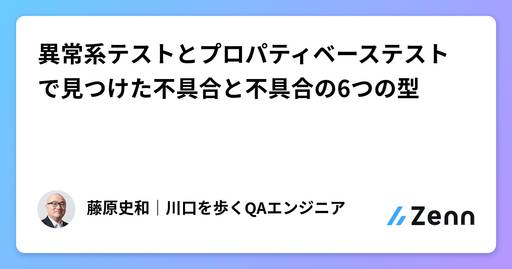 異常系テストとプロパティベーステスト
で見つけた不具合と不具合の6つの型
藤原史和｜川口を歩くQAエンジニア
Zenn